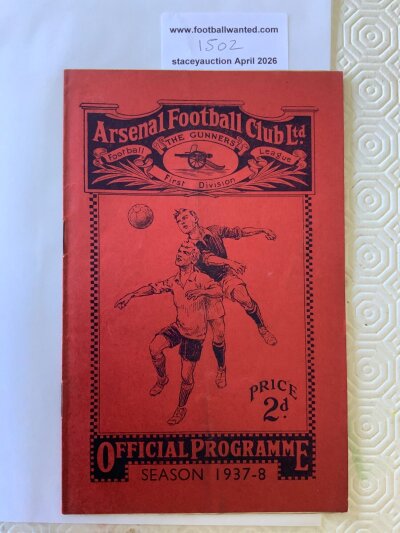 www.footballwanted.com
1502
staceyauction April 2026
Arsenal Football Club Ltd.
THE GUNNERS
Football League
First Division
PRICE
2d.
OFFICIAL PROGRAMME
SEASON 1937-8